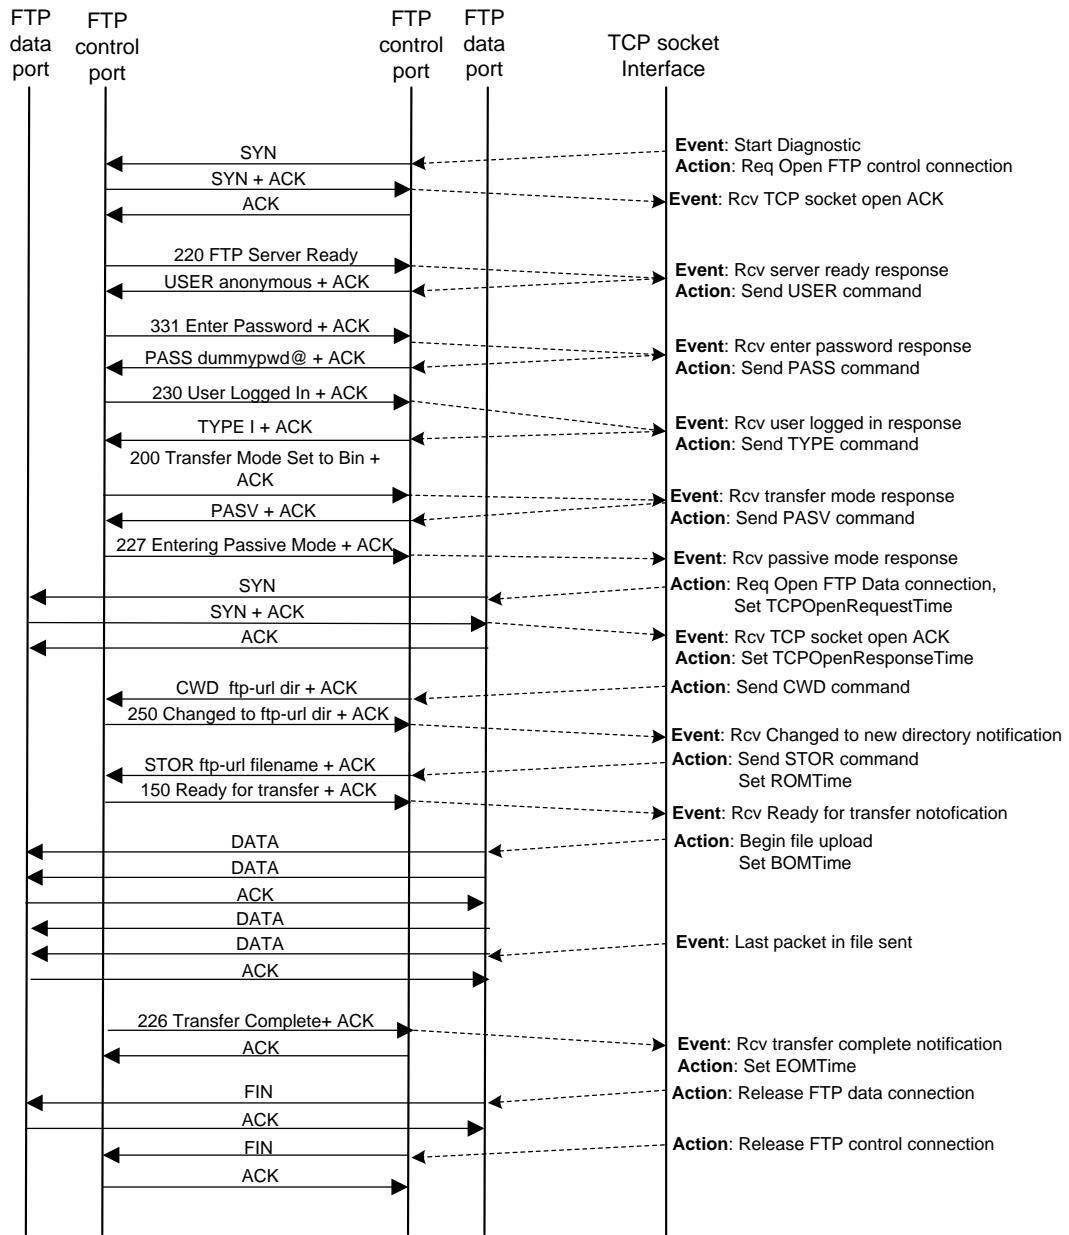 FTP
data
port
FTP
control
port
FTP
control
port
FTP
data
port
TCP socket
Interface
SYN
Event: Start Diagnostic
Action: Req Open FTP control connection
SYN + ACK
Event: Rcv TCP socket open ACK
ACK
220 FTP Server Ready
Event: Rcv server ready response
USER anonymous + ACK
Action: Send USER command
331 Enter Password + ACK
Event: Rcv enter password response
PASS dummypwd@ + ACK
Action: Send PASS command
230 User Logged In + ACK
Event: Rcv user logged in response
TYPE I + ACK
Action: Send TYPE command
200 Transfer Mode Set to Bin +
ACK
Event: Rcv transfer mode response
PASV + ACK
Action: Send PASV command
227 Entering Passive Mode + ACK
Event: Rcv passive mode response
SYN
Action: Req Open FTP Data connection,
Set TCPOpenRequestTime
SYN + ACK
ACK
Event: Rcv TCP socket open ACK
Action: Set TCPOpenResponseTime
CWD  ftp-url dir + ACK
Action: Send CWD command
250 Changed to ftp-url dir + ACK
Event: Rcv Changed to new directory notification
STOR ftp-url filename + ACK
Action: Send STOR command
Set ROMTime
150 Ready for transfer + ACK
Event: Rcv Ready for transfer notofication
DATA
Action: Begin file upload
Set BOMTime
DATA
ACK
DATA
DATA
Event: Last packet in file sent
ACK
226 Transfer Complete+ ACK
Event: Rcv transfer complete notification
ACK
Action: Set EOMTime
FIN
Action: Release FTP data connection
ACK
FIN
Action: Release FTP control connection
ACK